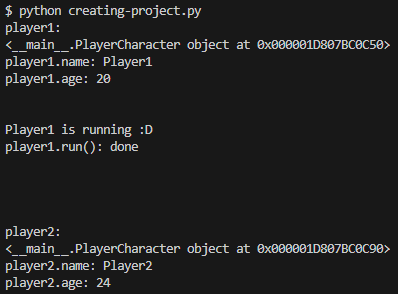 $ python creating-project.py
player1:
<__main__.PlayerCharacter object at 0x000001D807BC0C50>
player1.name: Player1
player1.age: 20
Player1 is running :D
player1.run(): done
player2:
<__main__.PlayerCharacter object at 0x000001D807BC0C90>
player2.name: Player2
player2.age: 24